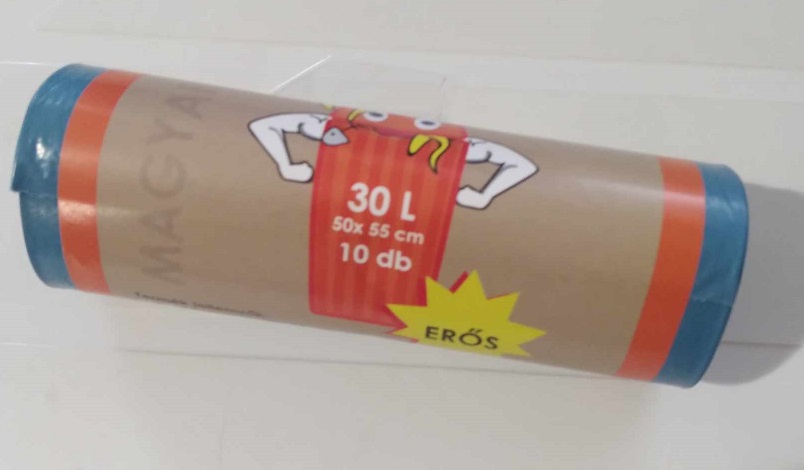 MAGYA
30 L
50x 55 cm
10 db
ERŐS